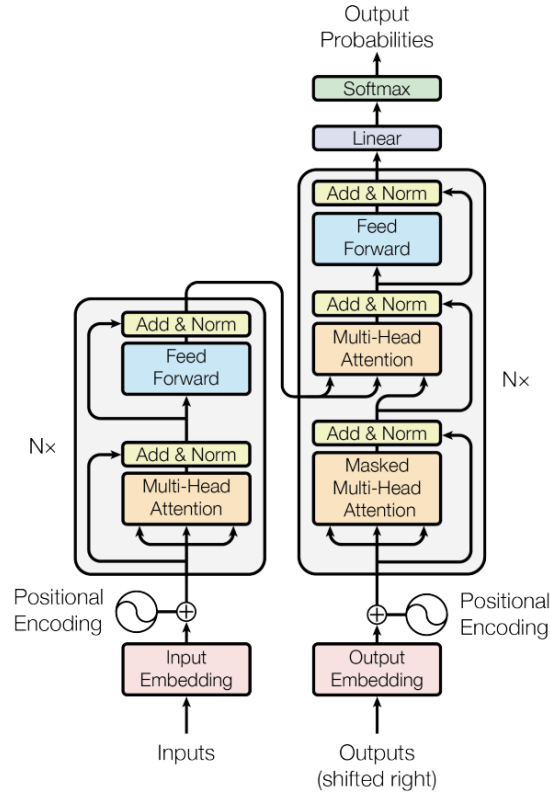 Output
Probabilities
Softmax
Linear
Add & Norm
Feed
Forward
Add & Norm
Multi-Head
Attention
Add & Norm
Masked
Multi-Head
Attention
N×
Add & Norm
Feed
Forward
Add & Norm
Multi-Head
Attention
N×
Positional
Encoding
Positional
Encoding
Input
Embedding
Output
Embedding
Inputs
Outputs
(shifted right)